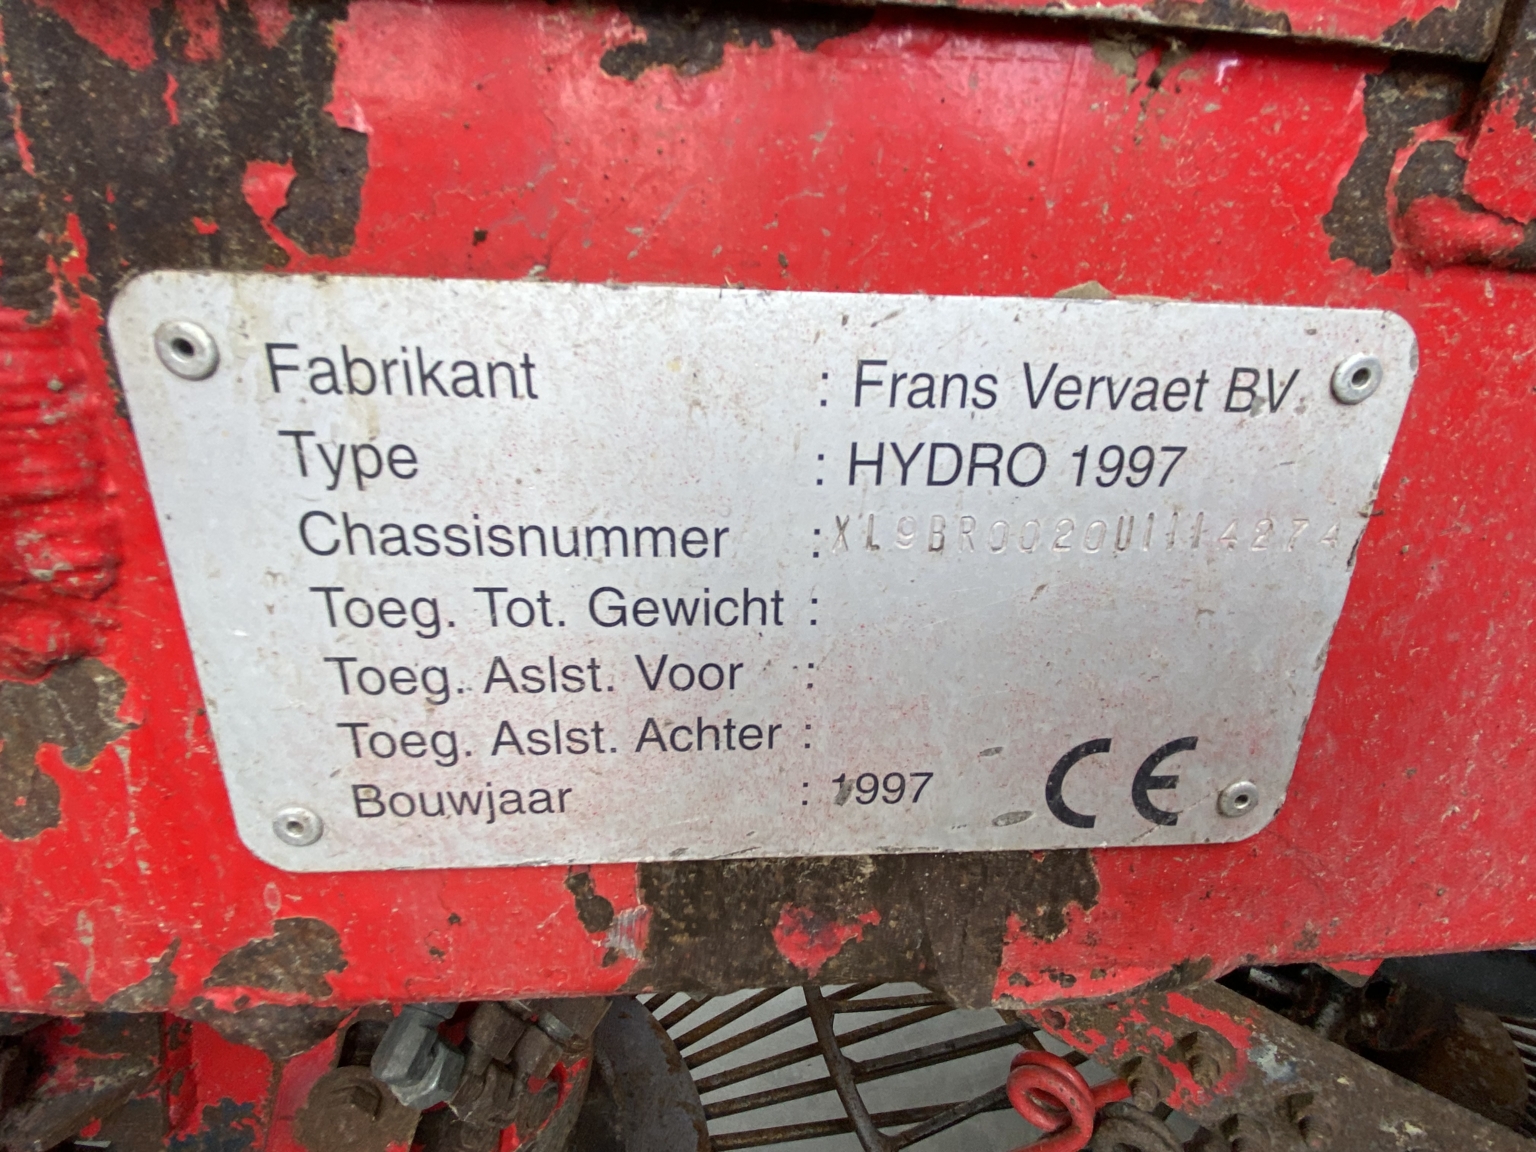 Fabrikant : Frans Vervaet BV
Type : HYDRO 1997
Chassisnummer : XL9BR0020U1114274
Toeg. Tot. Gewicht :
Toeg. Aslst. Voor :
Toeg. Aslst. Achter :
Bouwjaar : 1997
CE